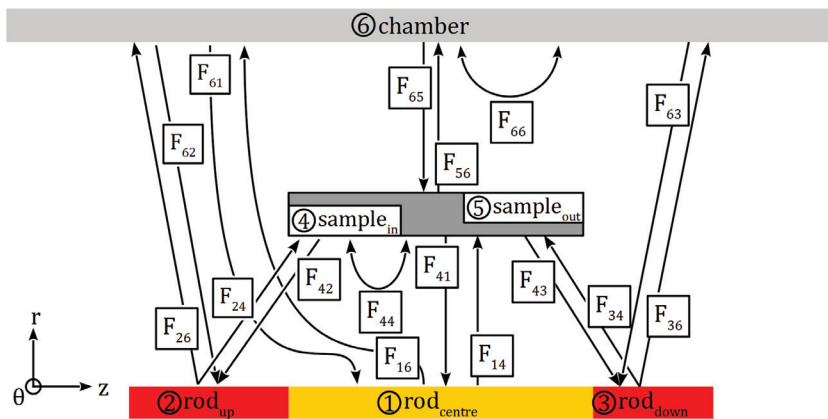 ⑥chamber
F₆₁
F₆₅
F₆₃
F₆₂
F₆₆
F₅₆
⑤sample_out
④sample_in
F₂₄
F₄₂
F₄₁
F₄₃
F₃₄
F₄₄
F₂₆
F₁₆
F₁₄
F₃₆
r
θ
z
②rod_up
①rod_centre
③rod_down